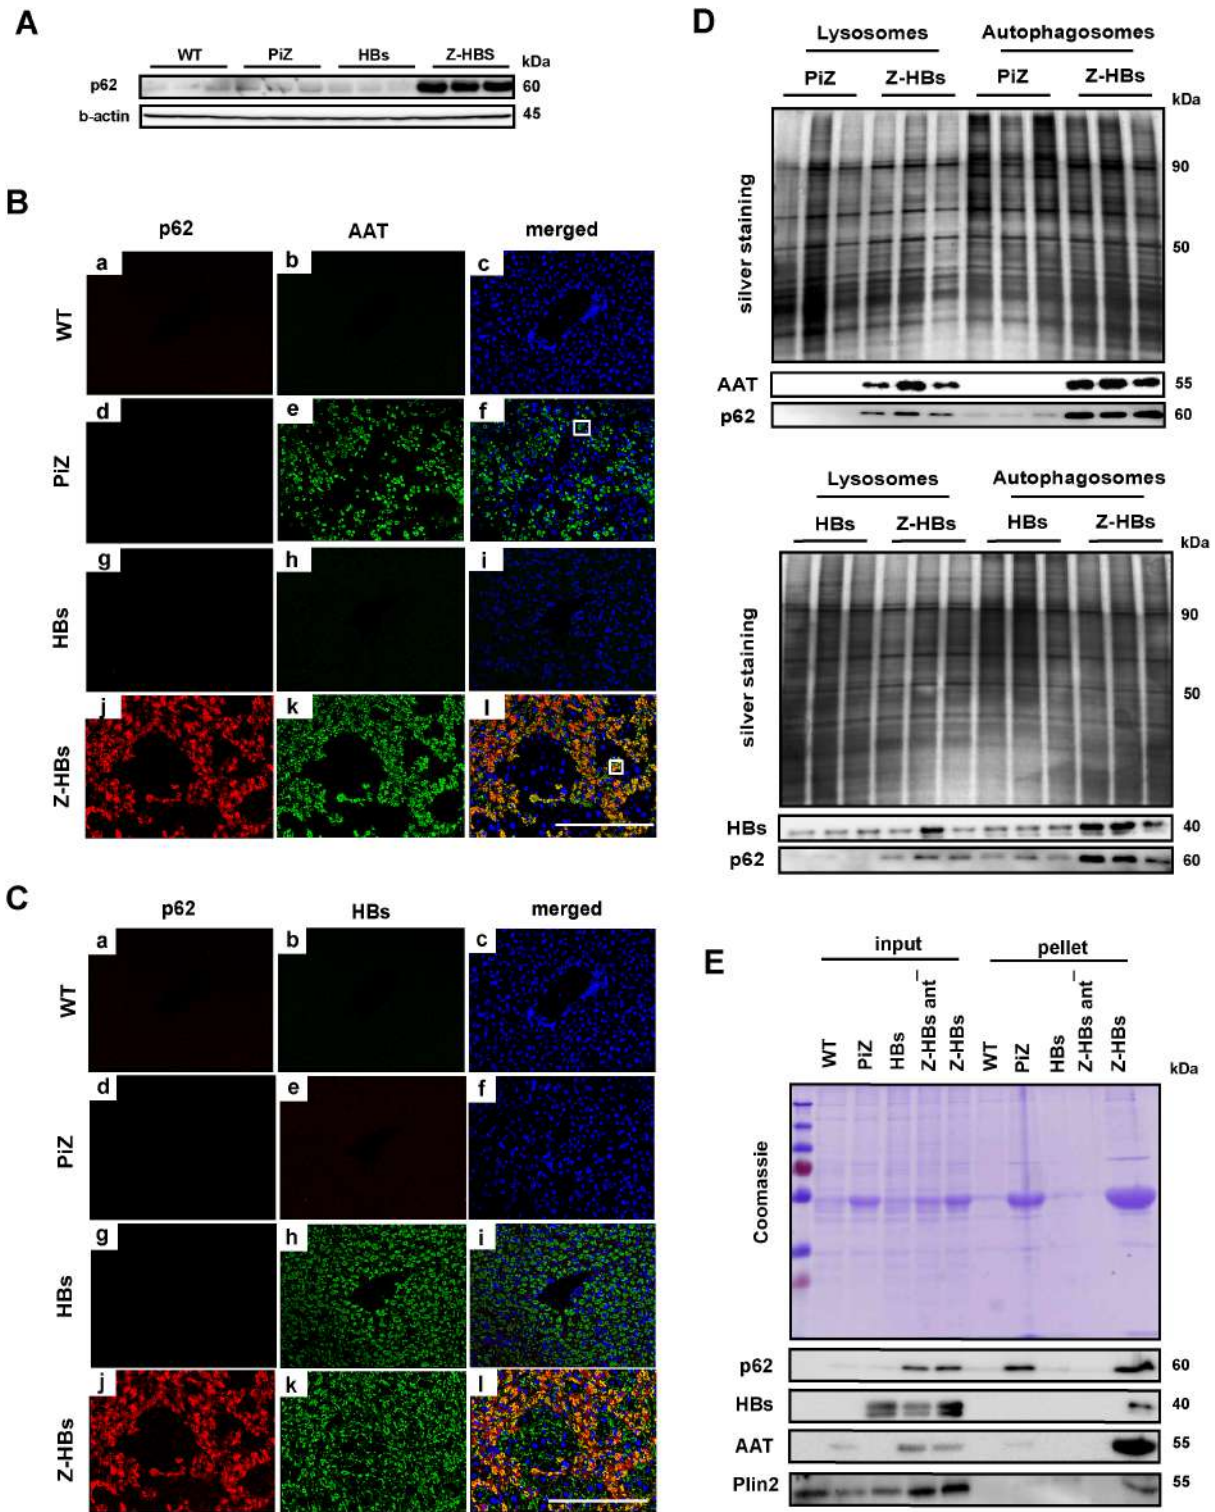 A
WT PiZ HBs Z-HBS kDa
p62 60
b-actin 45
B
p62 AAT merged
WT a b c
PiZ d e f
HBs g h i
Z-HBs j k l
C
p62 HBs merged
WT a b c
PiZ d e f
HBs g h i
Z-HBs j k l
D
Lysosomes Autophagosomes
PiZ Z-HBs PiZ Z-HBs
kDa
silver staining
90
50
AAT 55
p62 60
Lysosomes Autophagosomes
HBs Z-HBs HBs Z-HBs
kDa
silver staining
90
50
HBs 40
p62 60
E
input pellet
WT PiZ HBs Z-HBs ant – Z-HBs WT PiZ HBs Z-HBs ant – Z-HBs
kDa
Coomassie
p62 60
HBs 40
AAT 55
Plin2 55